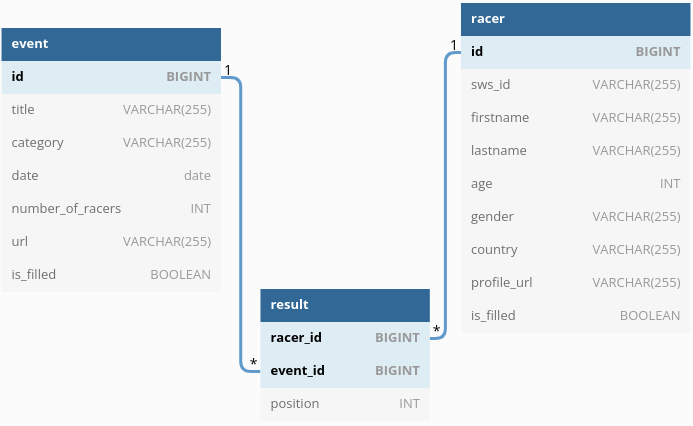 event
id BIGINT
title VARCHAR(255)
category VARCHAR(255)
date date
number_of_racers INT
url VARCHAR(255)
is_filled BOOLEAN
1
*
result
racer_id BIGINT
event_id BIGINT
position INT
*
1
racer
id BIGINT
sws_id VARCHAR(255)
firstname VARCHAR(255)
lastname VARCHAR(255)
age INT
gender VARCHAR(255)
country VARCHAR(255)
profile_url VARCHAR(255)
is_filled BOOLEAN